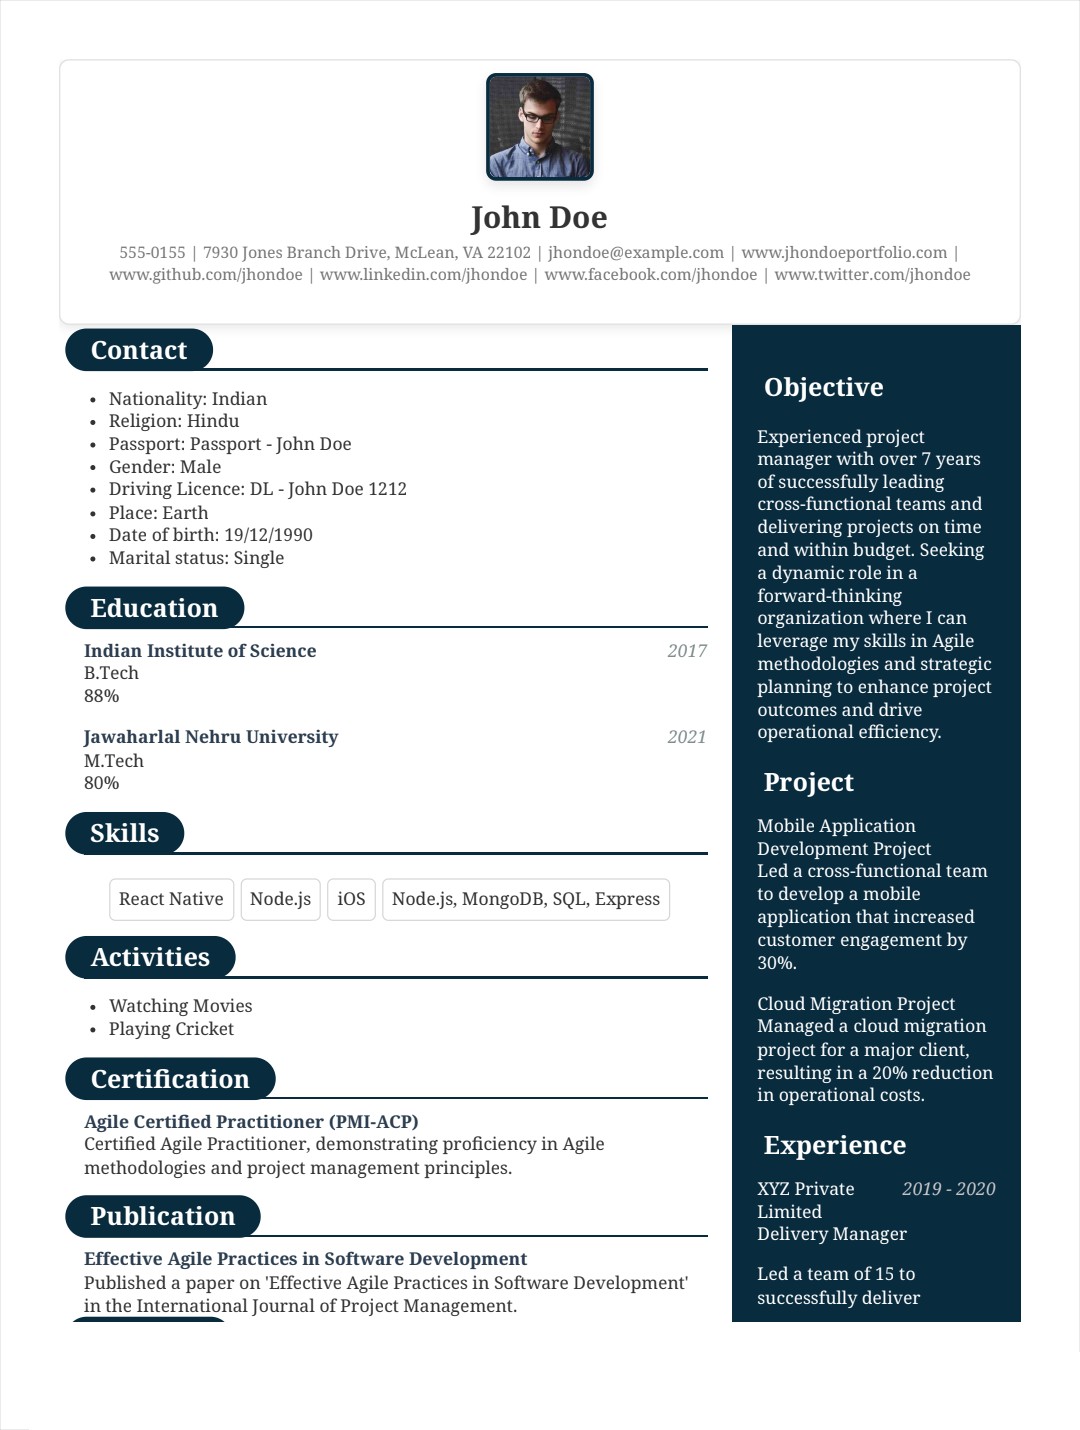 John Doe
555-0155 | 7930 Jones Branch Drive, McLean, VA 22102 | jhondoe@example.com | www.jhondoeportfolio.com |
www.github.com/jhondoe | www.linkedin.com/jhondoe | www.facebook.com/jhondoe | www.twitter.com/jhondoe
Contact
• Nationality: Indian
• Religion: Hindu
• Passport: Passport - John Doe
• Gender: Male
• Driving Licence: DL - John Doe 1212
• Place: Earth
• Date of birth: 19/12/1990
• Marital status: Single
Education
Indian Institute of Science 2017
B.Tech
88%
Jawaharlal Nehru University 2021
M.Tech
80%
Skills
React Native Node.js iOS Node.js, MongoDB, SQL, Express
Activities
• Watching Movies
• Playing Cricket
Certification
Agile Certified Practitioner (PMI-ACP)
Certified Agile Practitioner, demonstrating proficiency in Agile
methodologies and project management principles.
Publication
Effective Agile Practices in Software Development
Published a paper on 'Effective Agile Practices in Software Development'
in the International Journal of Project Management.
Objective
Experienced project
manager with over 7 years
of successfully leading
cross-functional teams and
delivering projects on time
and within budget. Seeking
a dynamic role in a
forward-thinking
organization where I can
leverage my skills in Agile
methodologies and strategic
planning to enhance project
outcomes and drive
operational efficiency.
Project
Mobile Application
Development Project
Led a cross-functional team
to develop a mobile
application that increased
customer engagement by
30%.
Cloud Migration Project
Managed a cloud migration
project for a major client,
resulting in a 20% reduction
in operational costs.
Experience
XYZ Private 2019 - 2020
Limited
Delivery Manager
Led a team of 15 to
successfully deliver